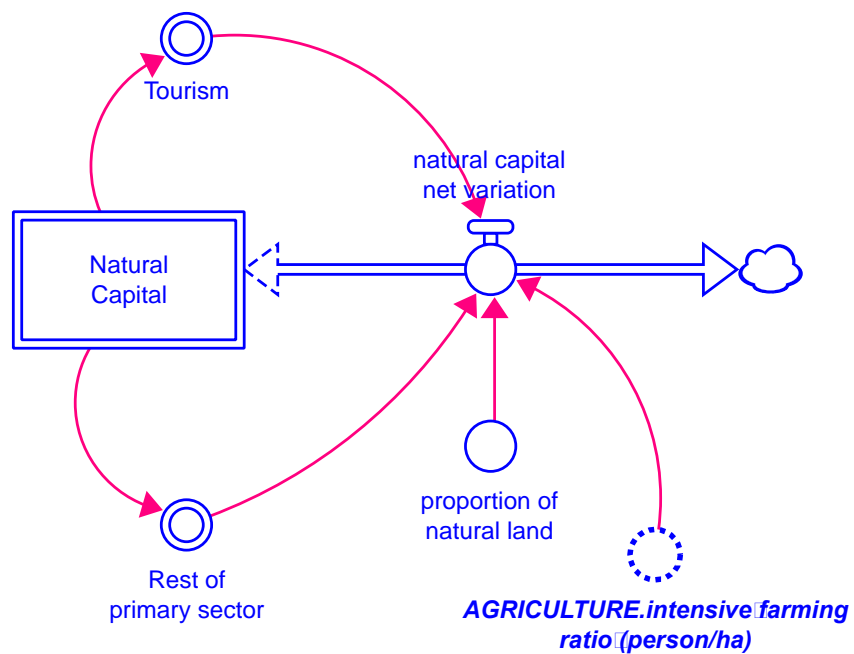 Tourism
natural capital
net variation
Natural
Capital
proportion of
natural land
Rest of
primary sector
AGRICULTURE.intensive farming
ratio (person/ha)